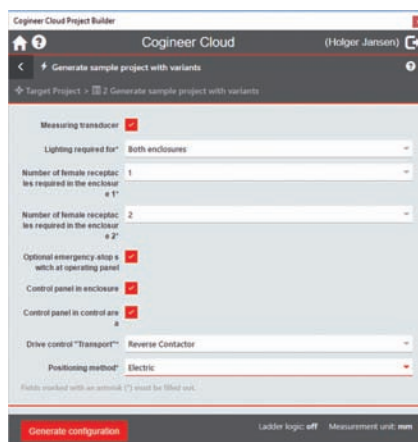 Cogineer Cloud Project Builder
Cogineer Cloud
(Holger Jansen)
Generate sample project with variants
Target Project > 2 Generate sample project with variants
Measuring transducer
Lighting required for* Both enclosures
Number of female receptac 1
les required in the enclosur
e 1*
Number of female receptac 2
les required in the enclosur
e 2*
Optional emergency-stop s
witch at operating panel
Control panel in enclosure
Control panel in control are
a
Drive control "Transport"* Reverse Contactor
Positioning method* Electric
Fields marked with an asterisk (*) must be filled out.
Generate configuration Ladder logic: off Measurement unit: mm